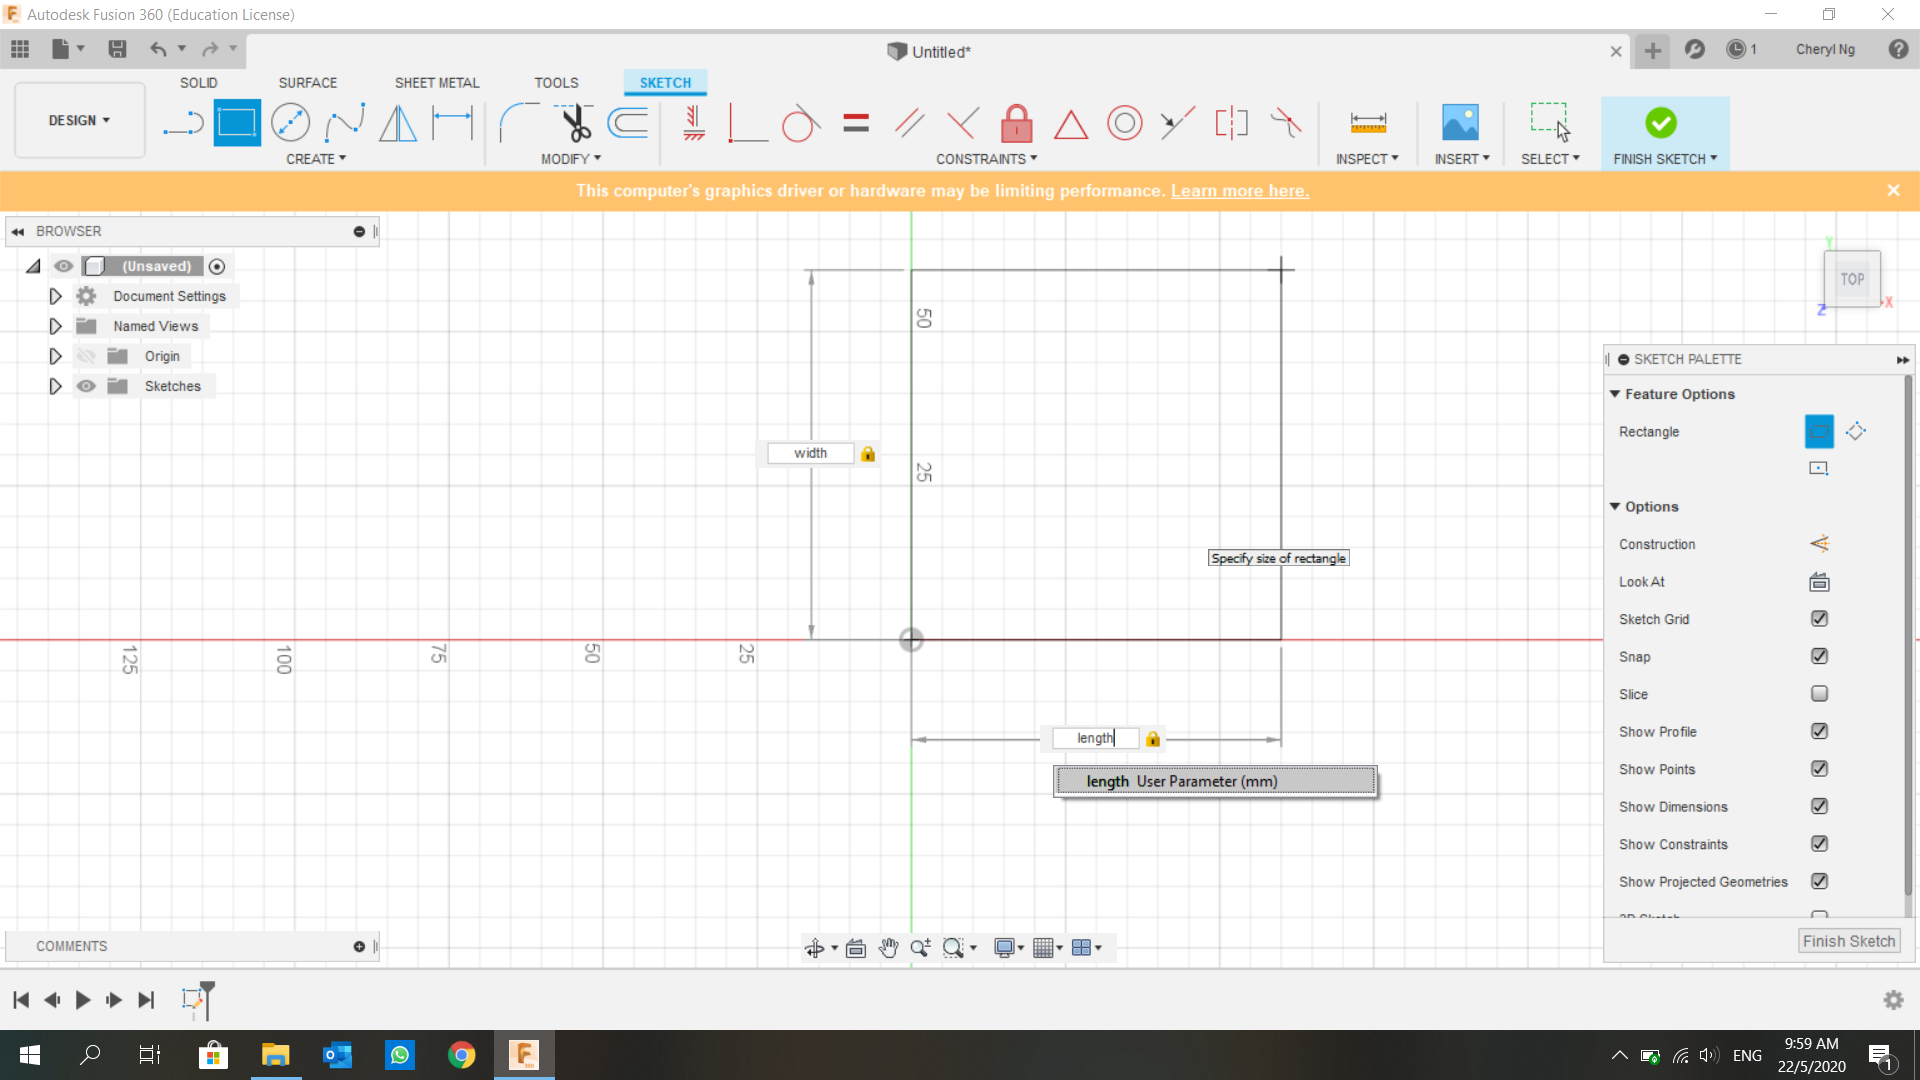 Autodesk Fusion 360 (Education License)
Untitled*
1
Cheryl Ng
SOLID
SURFACE
SHEET METAL
TOOLS
SKETCH
DESIGN
CREATE
MODIFY
CONSTRAINTS
INSPECT
INSERT
SELECT
FINISH SKETCH
This computer's graphics driver or hardware may be limiting performance. Learn more here.
BROWSER
(Unsaved)
Document Settings
Named Views
Origin
Sketches
50
25
width
Specify size of rectangle
125
100
75
50
25
length
length User Parameter (mm)
Y
TOP
Z
X
SKETCH PALETTE
Feature Options
Rectangle
Options
Construction
Look At
Sketch Grid
Snap
Slice
Show Profile
Show Points
Show Dimensions
Show Constraints
Show Projected Geometries
3D Sketch
Finish Sketch
COMMENTS
ENG
9:59 AM
22/5/2020
1